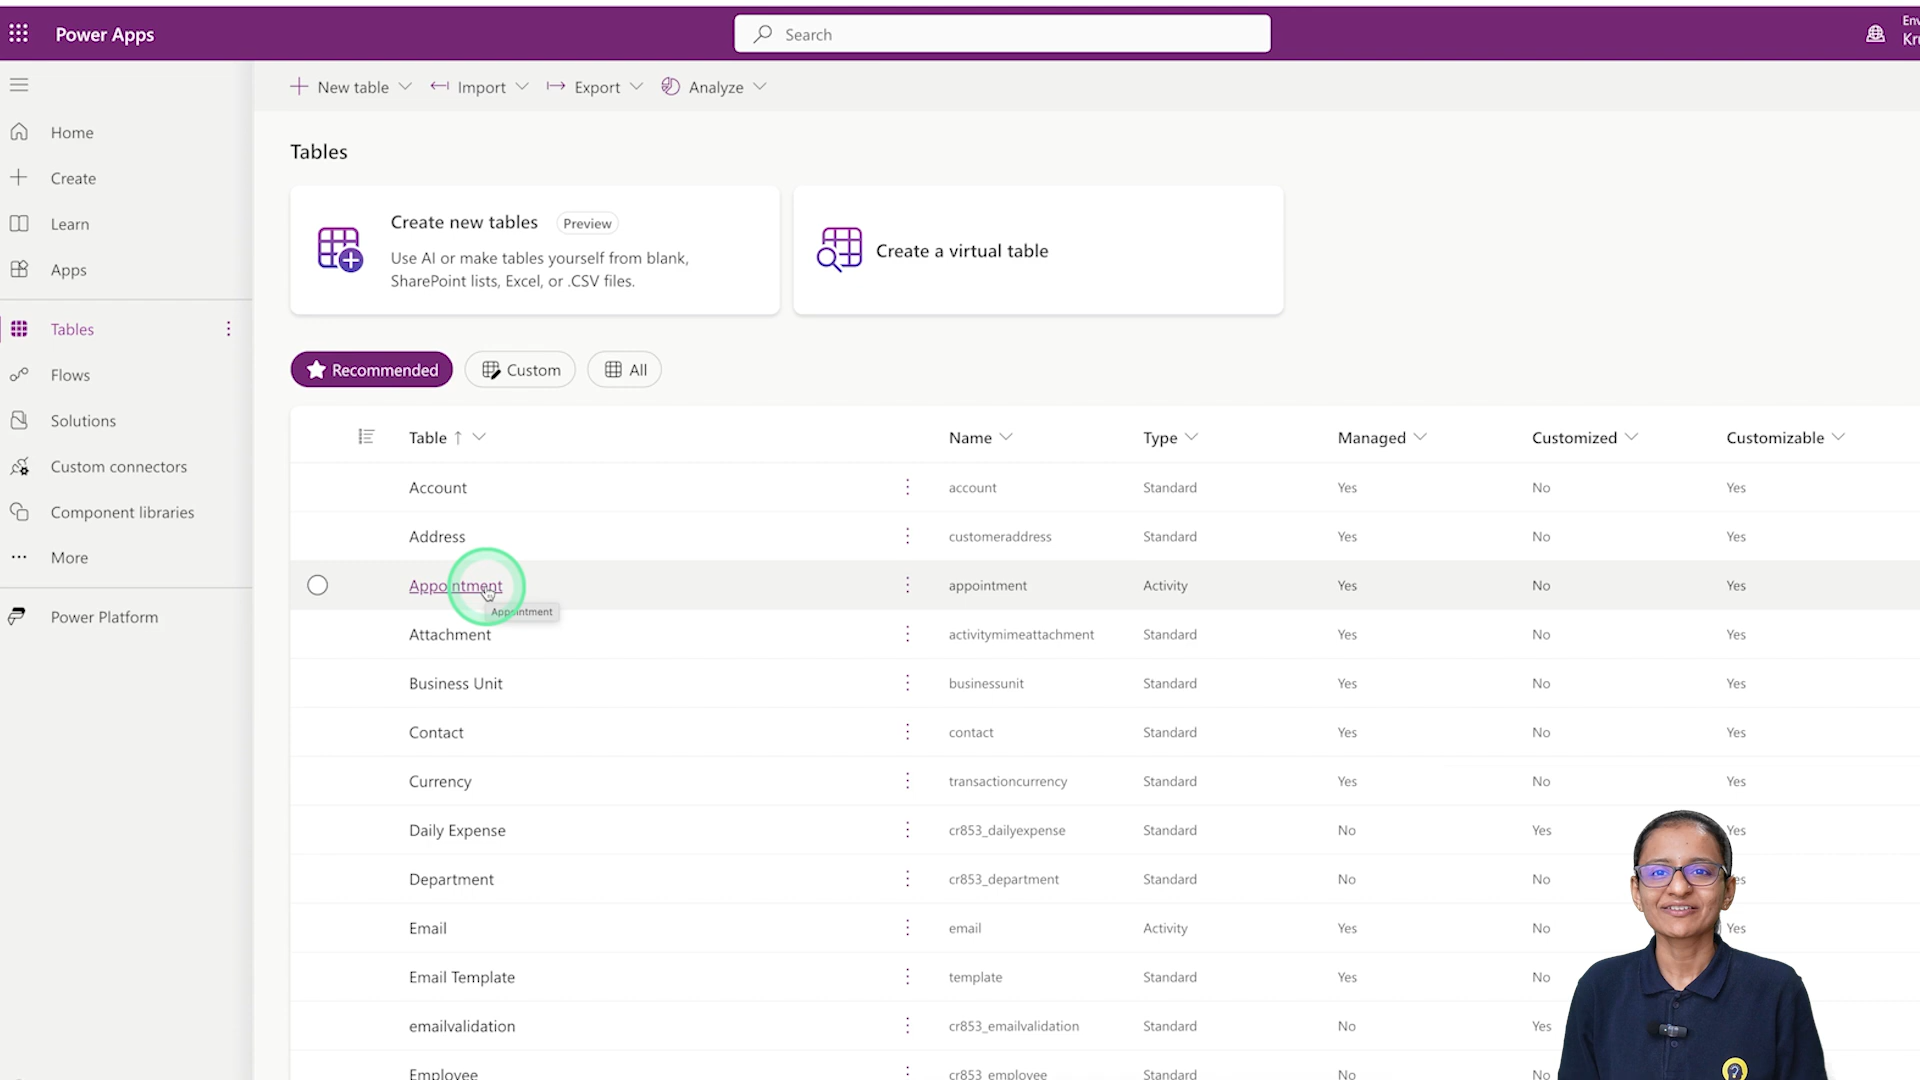 Power Apps
Search
Env
Kru
New table
Import
Export
Analyze
Home
Create
Learn
Apps
Tables
Flows
Solutions
Custom connectors
Component libraries
More
Power Platform
Tables
Create new tables Preview
Use AI or make tables yourself from blank,
SharePoint lists, Excel, or .CSV files.
Create a virtual table
Recommended
Custom
All
Table Name Type Managed Customized Customizable
Account account Standard Yes No Yes
Address customeraddress Standard Yes No Yes
Appointment appointment Activity Yes No Yes
Appointment
Attachment activitymimeattachment Standard Yes No Yes
Business Unit businessunit Standard Yes No Yes
Contact contact Standard Yes No Yes
Currency transactioncurrency Standard Yes No Yes
Daily Expense cr853_dailyexpense Standard No Yes Yes
Department cr853_department Standard No No es
Email email Activity Yes No Yes
Email Template template Standard Yes No
emailvalidation cr853_emailvalidation Standard No Yes
Employee cr853_employee Standard No No